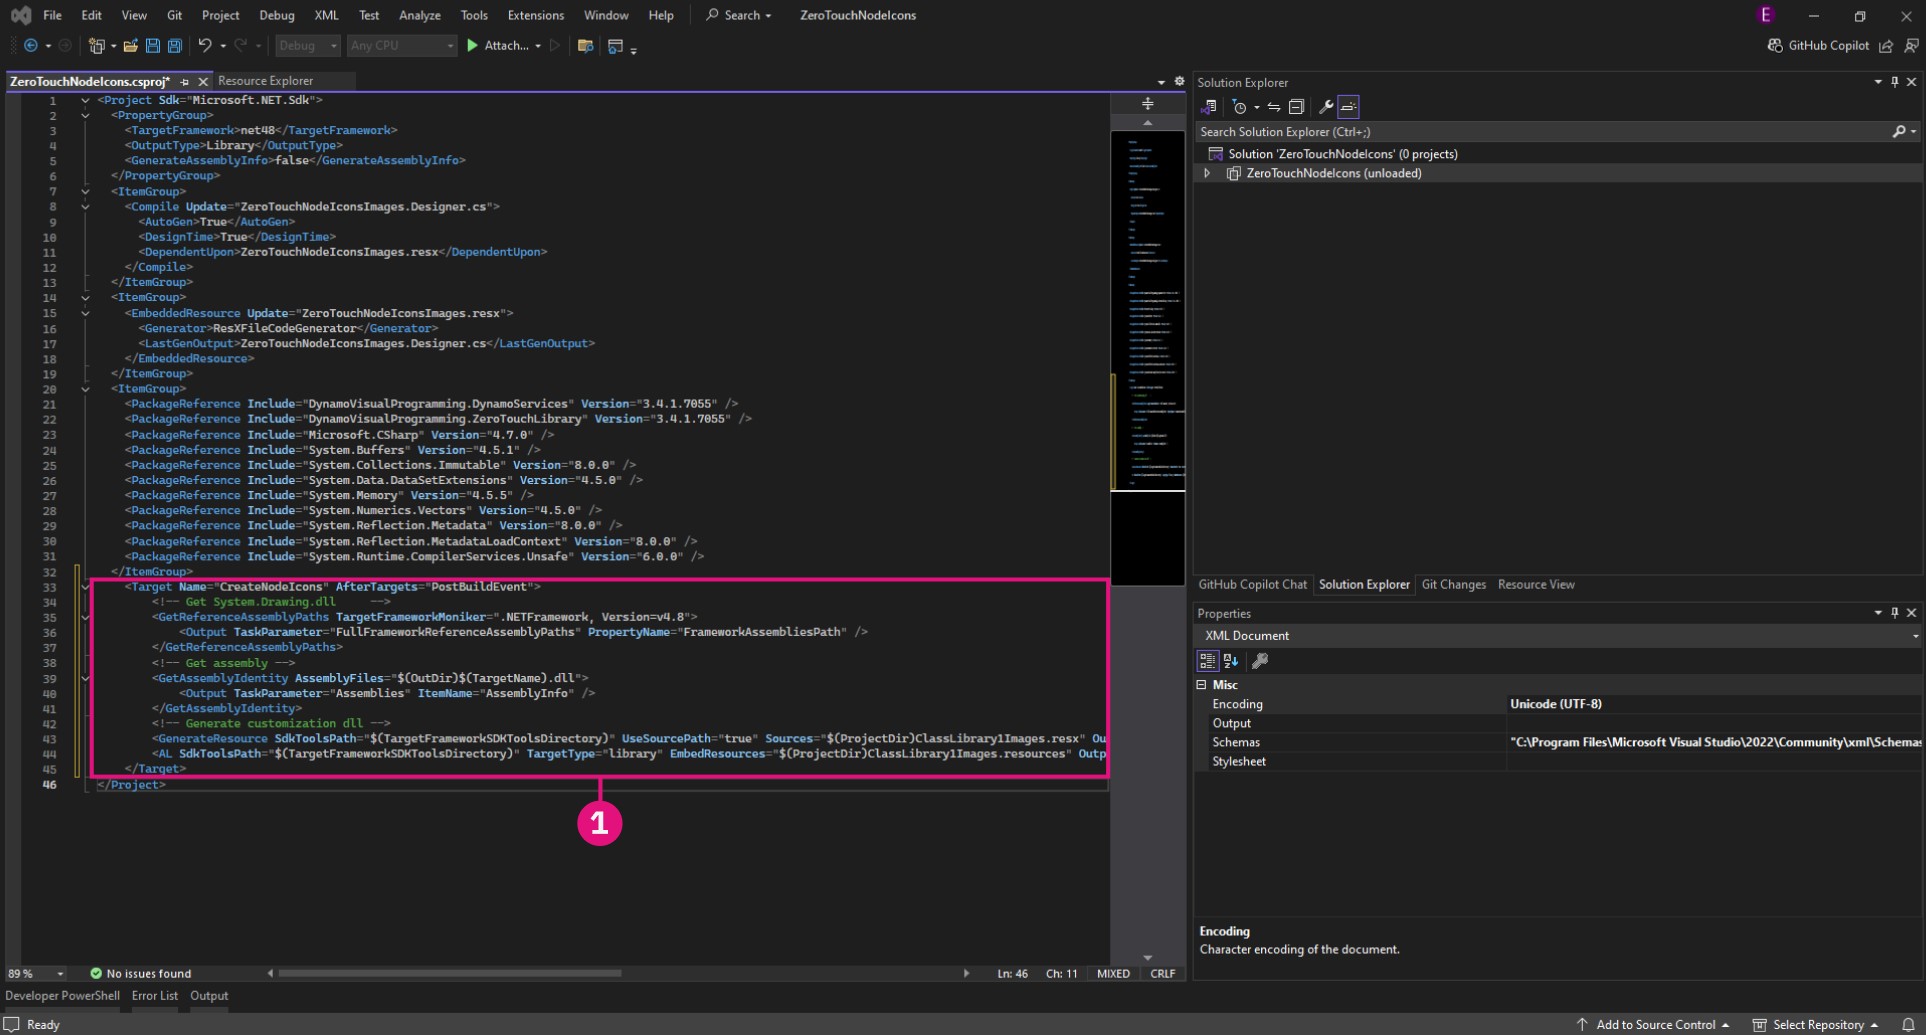 File Edit View Git Project Debug XML Test Analyze Tools Extensions Window Help Search ZeroTouchNodeIcons E
Debug Any CPU Attach... GitHub Copilot
ZeroTouchNodeIcons.csproj* Resource Explorer
1 <Project Sdk="Microsoft.NET.Sdk">
2 <PropertyGroup>
3 <TargetFramework>net48</TargetFramework>
4 <OutputType>Library</OutputType>
5 <GenerateAssemblyInfo>false</GenerateAssemblyInfo>
6 </PropertyGroup>
7 <ItemGroup>
8 <Compile Update="ZeroTouchNodeIconsImages.Designer.cs">
9 <AutoGen>True</AutoGen>
10 <DesignTime>True</DesignTime>
11 <DependentUpon>ZeroTouchNodeIconsImages.resx</DependentUpon>
12 </Compile>
13 </ItemGroup>
14 <ItemGroup>
15 <EmbeddedResource Update="ZeroTouchNodeIconsImages.resx">
16 <Generator>ResXFileCodeGenerator</Generator>
17 <LastGenOutput>ZeroTouchNodeIconsImages.Designer.cs</LastGenOutput>
18 </EmbeddedResource>
19 </ItemGroup>
20 <ItemGroup>
21 <PackageReference Include="DynamoVisualProgramming.DynamoServices" Version="3.4.1.7055" />
22 <PackageReference Include="DynamoVisualProgramming.ZeroTouchLibrary" Version="3.4.1.7055" />
23 <PackageReference Include="Microsoft.CSharp" Version="4.7.0" />
24 <PackageReference Include="System.Buffers" Version="4.5.1" />
25 <PackageReference Include="System.Collections.Immutable" Version="8.0.0" />
26 <PackageReference Include="System.Data.DataSetExtensions" Version="4.5.0" />
27 <PackageReference Include="System.Memory" Version="4.5.5" />
28 <PackageReference Include="System.Numerics.Vectors" Version="4.5.0" />
29 <PackageReference Include="System.Reflection.Metadata" Version="8.0.0" />
30 <PackageReference Include="System.Reflection.MetadataLoadContext" Version="8.0.0" />
31 <PackageReference Include="System.Runtime.CompilerServices.Unsafe" Version="6.0.0" />
32 </ItemGroup>
33 <Target Name="CreateNodeIcons" AfterTargets="PostBuildEvent">
34 <!-- Get System.Drawing.dll -->
35 <GetReferenceAssemblyPaths TargetFrameworkMoniker=".NETFramework, Version=v4.8">
36 <Output TaskParameter="FullFrameworkReferenceAssemblyPaths" PropertyName="FrameworkAssembliesPath" />
37 </GetReferenceAssemblyPaths>
38 <!-- Get assembly -->
39 <GetAssemblyIdentity AssemblyFiles="$(OutDir)$(TargetName).dll">
40 <Output TaskParameter="Assemblies" ItemName="AssemblyInfo" />
41 </GetAssemblyIdentity>
42 <!-- Generate customization dll -->
43 <GenerateResource SdkToolsPath="$(TargetFrameworkSDKToolsDirectory)" UseSourcePath="true" Sources="$(ProjectDir)ClassLibrary1Images.resx" Ou
44 <AL SdkToolsPath="$(TargetFrameworkSDKToolsDirectory)" TargetType="library" EmbedResources="$(ProjectDir)ClassLibrary1Images.resources" Outp
45 </Target>
46 </Project>
1
89 % No issues found Ln: 46 Ch: 11 MIXED CRLF
Developer PowerShell Error List Output
Solution Explorer
Search Solution Explorer (Ctrl+;)
Solution 'ZeroTouchNodeIcons' (0 projects)
ZeroTouchNodeIcons (unloaded)
GitHub Copilot Chat Solution Explorer Git Changes Resource View
Properties
XML Document
Misc
Encoding Unicode (UTF-8)
Output
Schemas "C:\Program Files\Microsoft Visual Studio\2022\Community\xml\Schemas
Stylesheet
Encoding
Character encoding of the document.
Ready Add to Source Control Select Repository